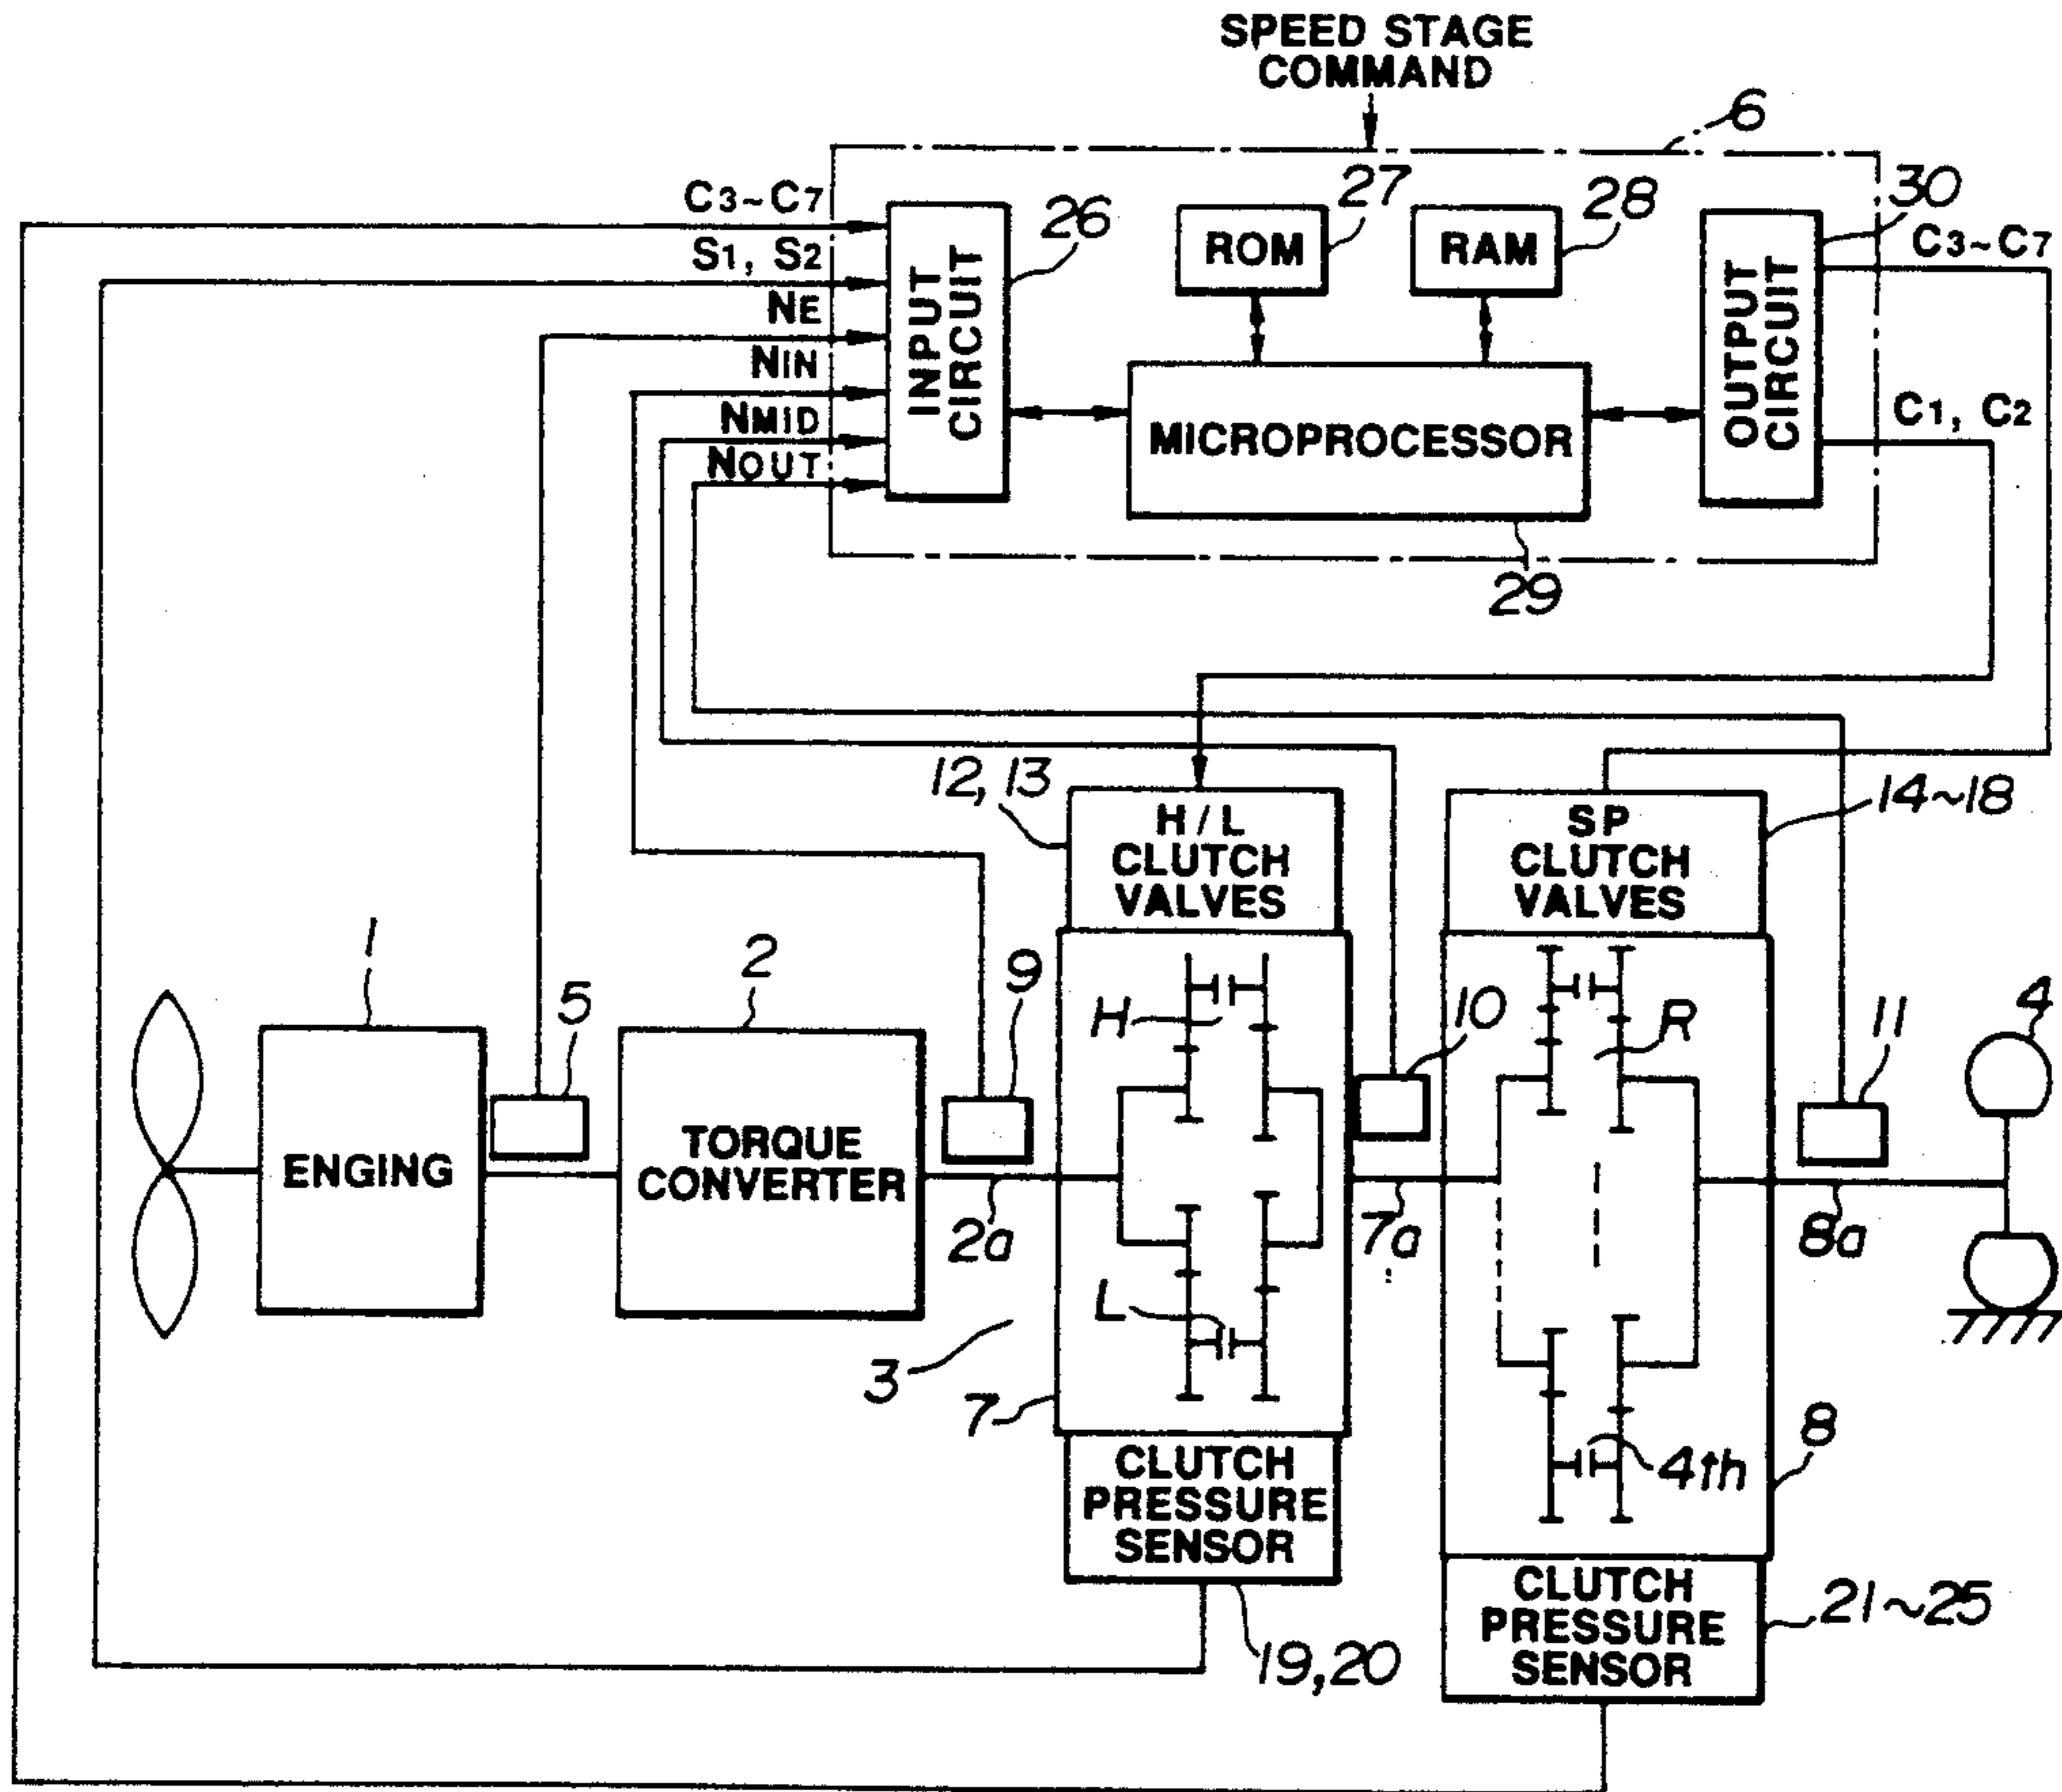 SPEED STAGE
COMMAND
6
C3~C7
S1, S2
NE
NIN
NMID
NOUT
INPUT
CIRCUIT
26
ROM
27
RAM
28
MICROPROCESSOR
29
OUTPUT
CIRCUIT
30
C3~C7
C1, C2
12, 13
H/L
CLUTCH
VALVES
SP
CLUTCH
VALVES
14~18
1
ENGING
5
2
TORQUE
CONVERTER
9
2a
H
L
3
7
10
7a
R
4th
8
11
8a
4
CLUTCH
PRESSURE
SENSOR
19, 20
CLUTCH
PRESSURE
SENSOR
21~25